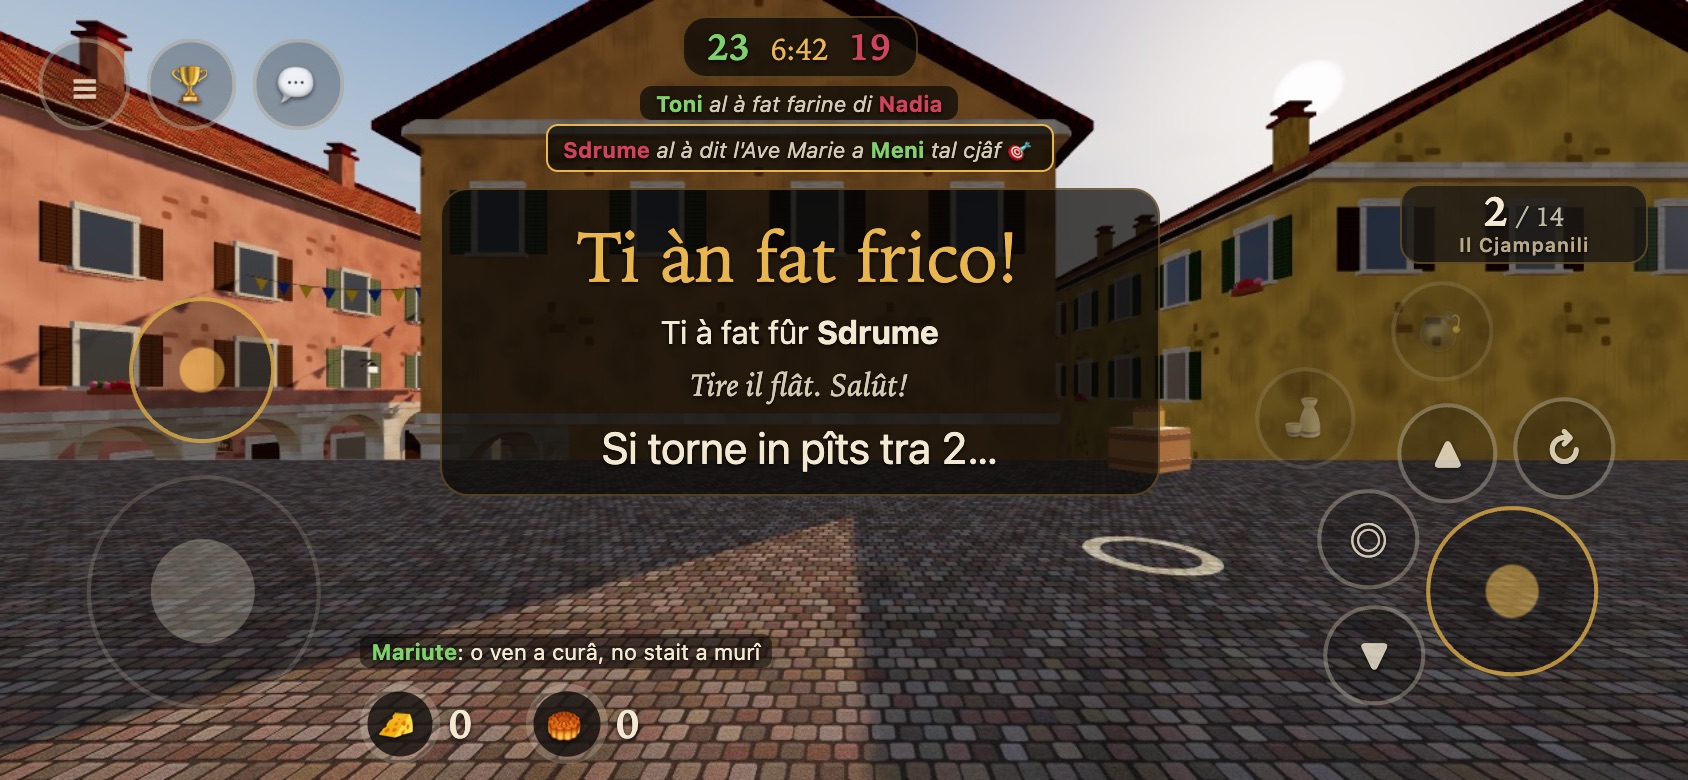 23 6:42 19
Toni al à fat farine di Nadia
Sdrume al à dit l'Ave Marie a Meni tal cjâf
Ti àn fat frico!
Ti à fat fûr Sdrume
Tire il flât. Salût!
Si torne in pîts tra 2...
2 / 14
Il Cjampanili
Mariute: o ven a curâ, no stait a murî
0 0